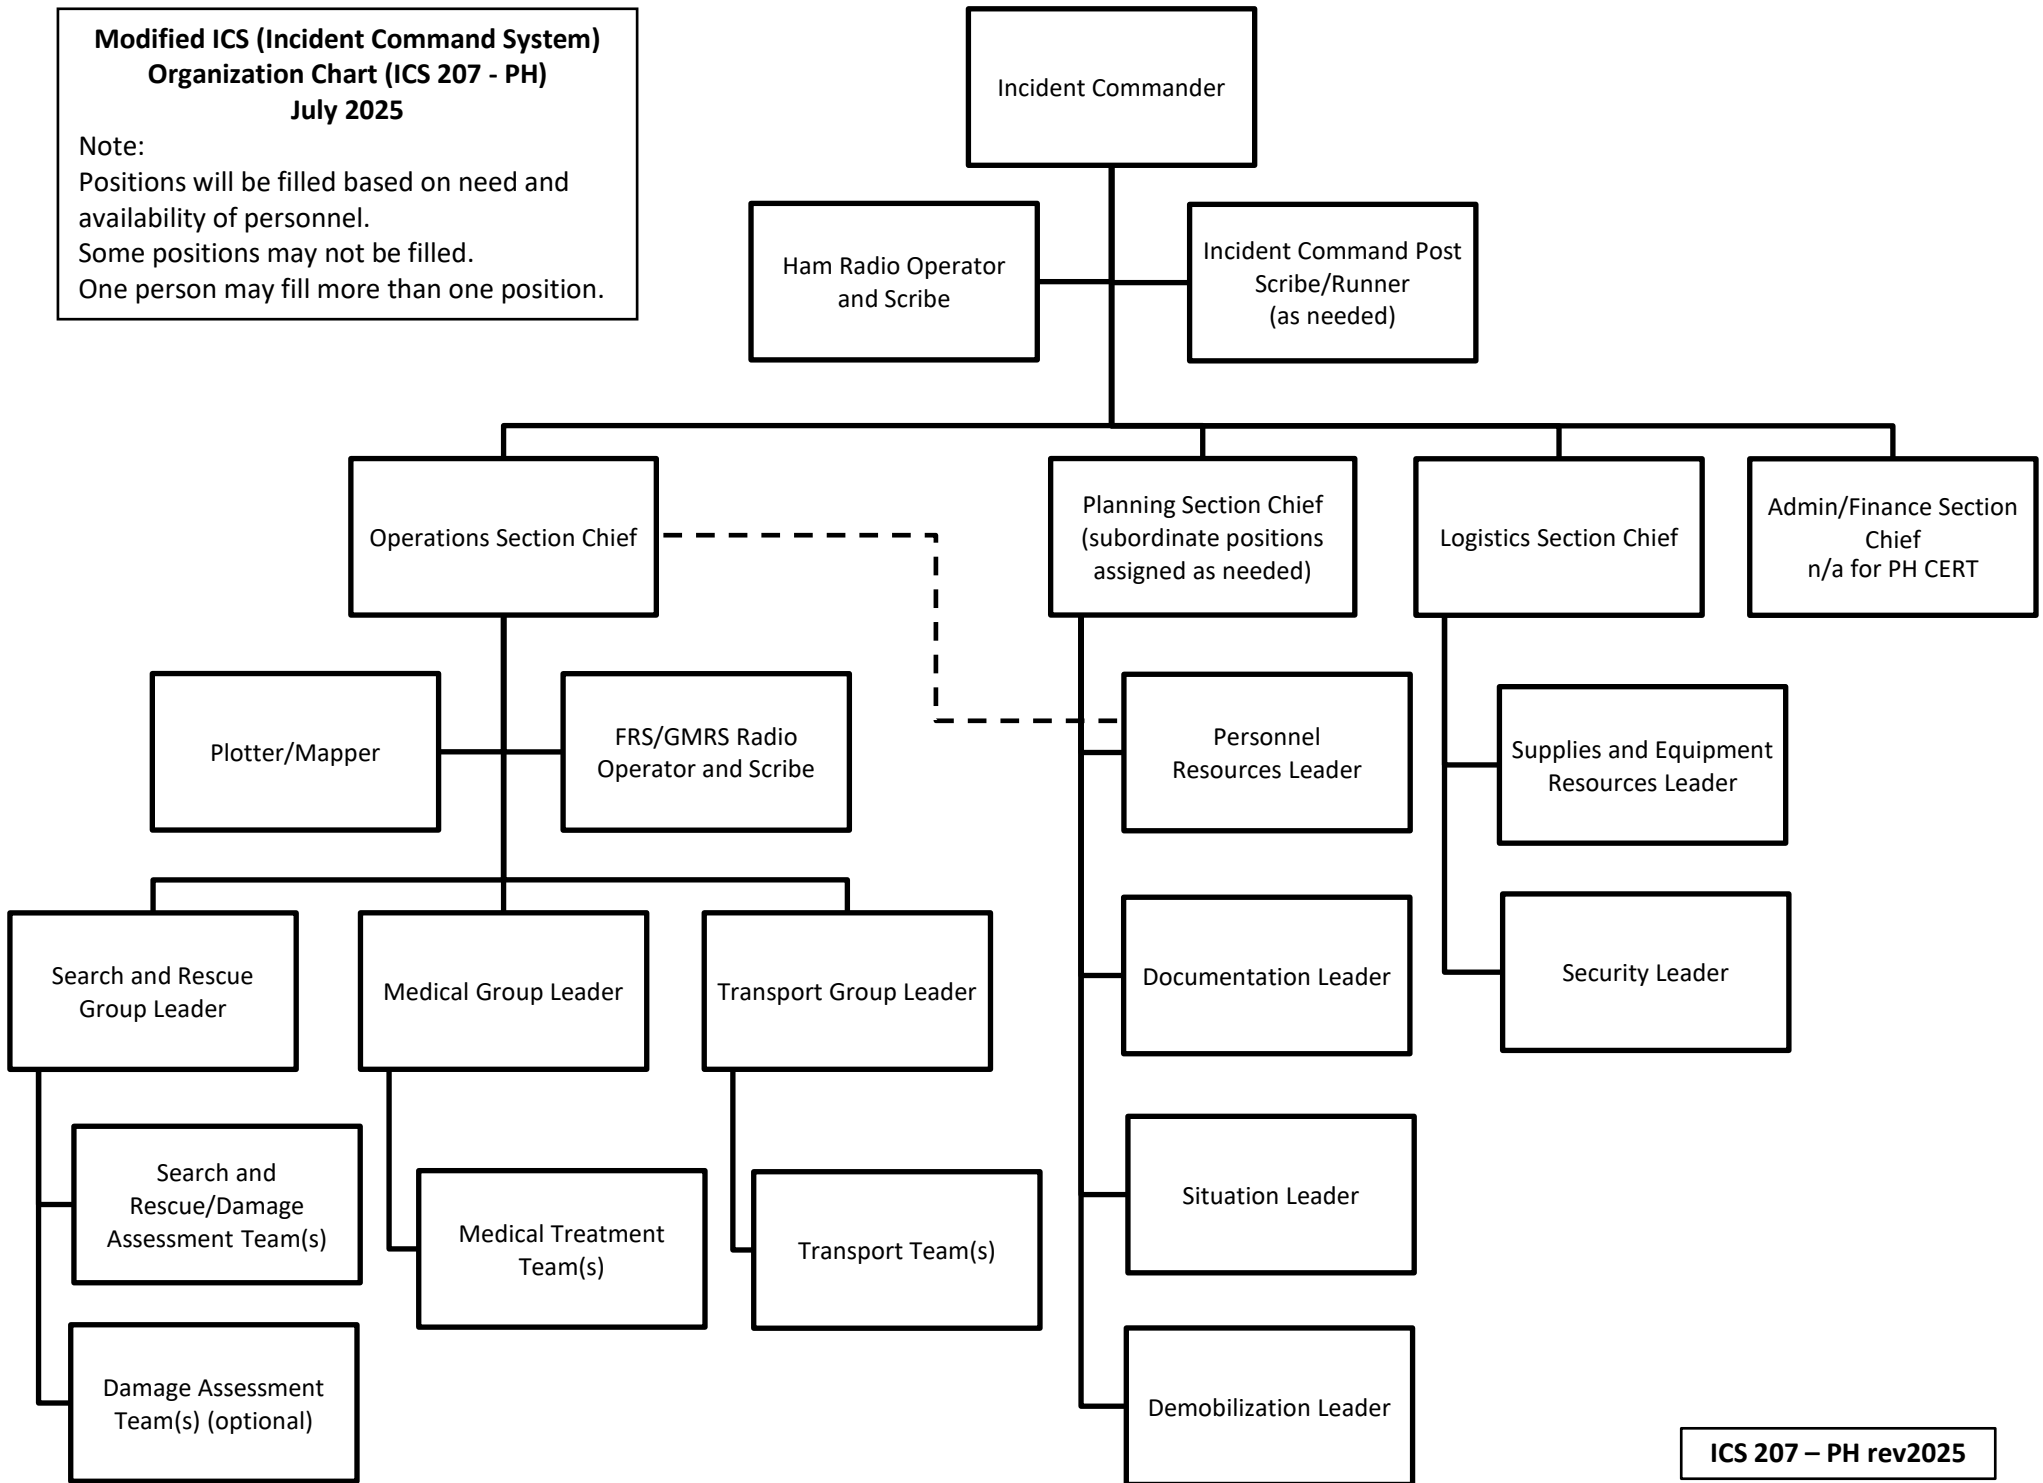 Modified ICS (Incident Command System)
Organization Chart (ICS 207 - PH)
July 2025
Note:
Positions will be filled based on need and
availability of personnel.
Some positions may not be filled.
One person may fill more than one position.
Incident Commander
Ham Radio Operator
and Scribe
Incident Command Post
Scribe/Runner
(as needed)
Operations Section Chief
Planning Section Chief
(subordinate positions
assigned as needed)
Logistics Section Chief
Admin/Finance Section
Chief
n/a for PH CERT
Plotter/Mapper
FRS/GMRS Radio
Operator and Scribe
Personnel
Resources Leader
Supplies and Equipment
Resources Leader
Search and Rescue
Group Leader
Medical Group Leader
Transport Group Leader
Documentation Leader
Security Leader
Search and
Rescue/Damage
Assessment Team(s)
Medical Treatment
Team(s)
Transport Team(s)
Situation Leader
Damage Assessment
Team(s) (optional)
Demobilization Leader
ICS 207 – PH rev2025